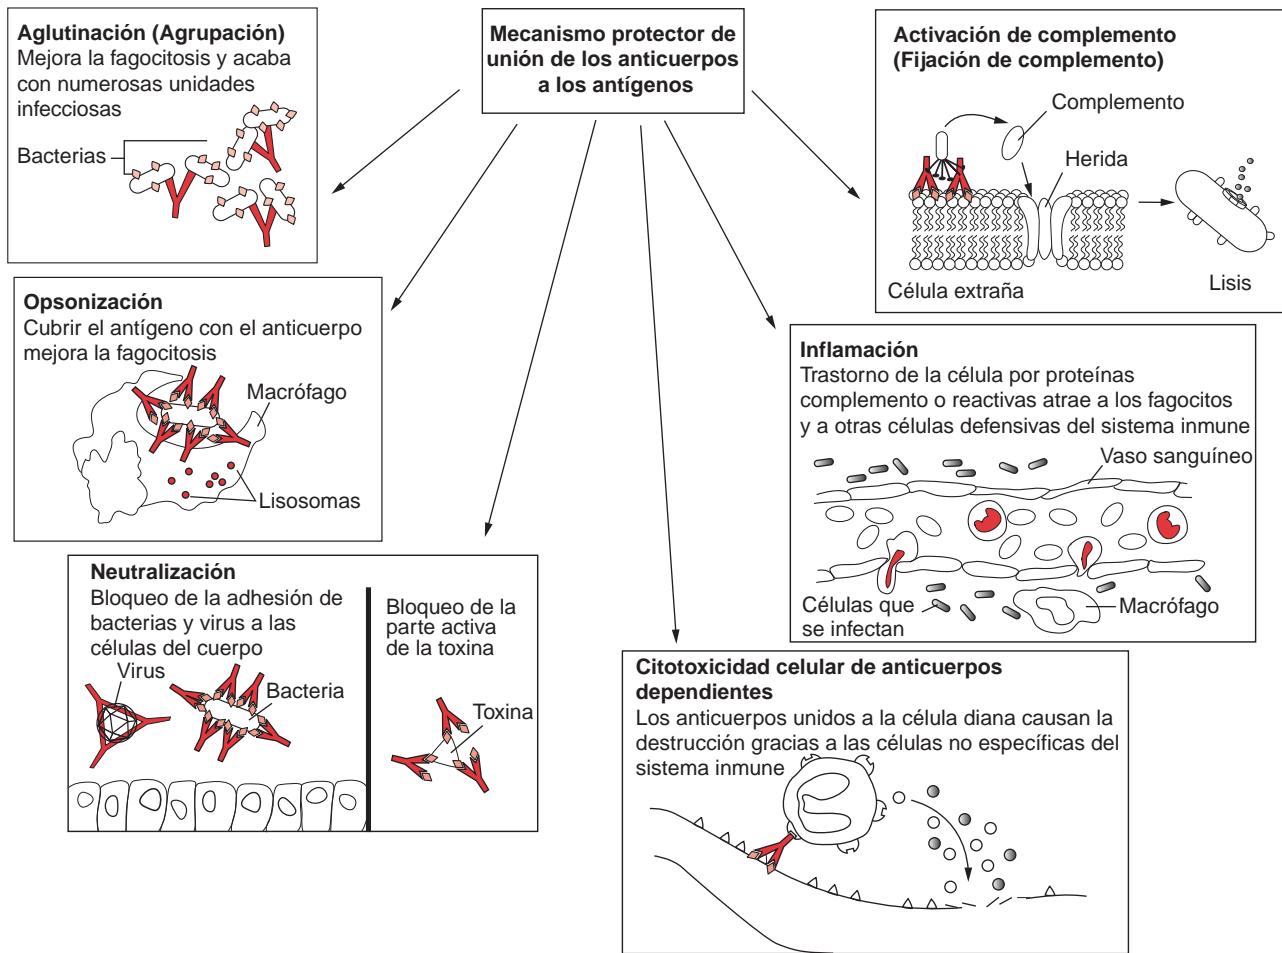 Mecanismo protector de
unión de los anticuerpos
a los antígenos
Aglutinación (Agrupación)
Mejora la fagocitosis y acaba
con numerosas unidades
infecciosas
Bacterias
Opsonización
Cubrir el antígeno con el anticuerpo
mejora la fagocitosis
Macrófago
Lisosomas
Neutralización
Bloqueo de la adhesión de
bacterias y virus a las
células del cuerpo
Virus
Bacteria
Bloqueo de la
parte activa
de la toxina
Toxina
Activación de complemento
(Fijación de complemento)
Complemento
Herida
Célula extraña
Lisis
Inflamación
Trastorno de la célula por proteínas
complemento o reactivas atrae a los fagocitos
y a otras células defensivas del sistema inmune
Vaso sanguíneo
Células que
se infectan
Macrófago
Citotoxicidad celular de anticuerpos
dependientes
Los anticuerpos unidos a la célula diana causan la
destrucción gracias a las células no específicas del
sistema inmune